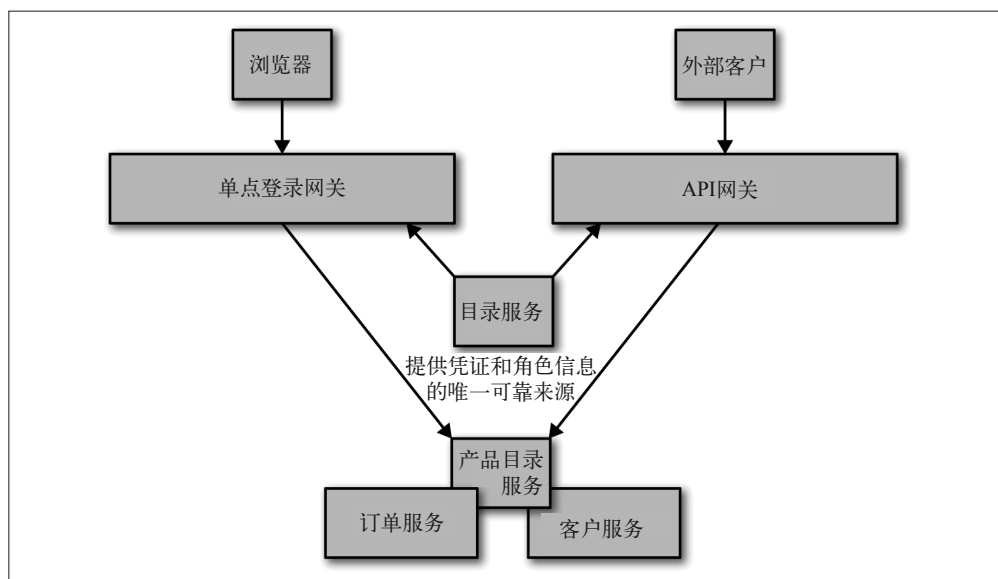 浏览器
外部客户
单点登录网关
API网关
目录服务
提供凭证和角色信息
的唯一可靠来源
产品目录
服务
订单服务
客户服务